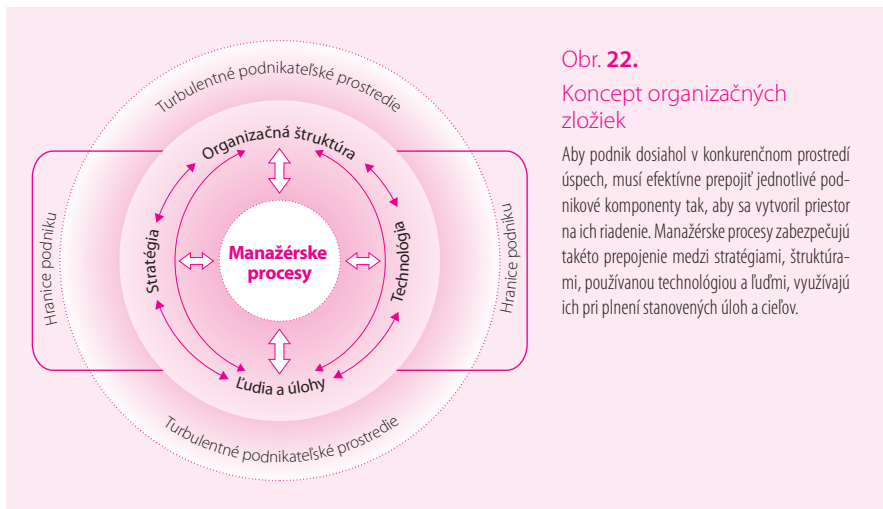 Turbulentné podnikateľské prostredie
Organizačná štruktúra
Hranice podniku
Stratégia
Manažérske
procesy
Technológia
Hranice podniku
Ľudia a úlohy
Turbulentné podnikateľské prostredie
Obr. 22.
Koncept organizačných
zložiek
Aby podnik dosiahol v konkurenčnom prostredí
úspech, musí efektívne prepojiť jednotlivé pod-
nikové komponenty tak, aby sa vytvoril priestor
na ich riadenie. Manažérske procesy zabezpečujú
takéto prepojenie medzi stratégiami, štruktúra-
mi, používanou technológiou a ľuďmi, využívajú
ich pri plnení stanovených úloh a cieľov.